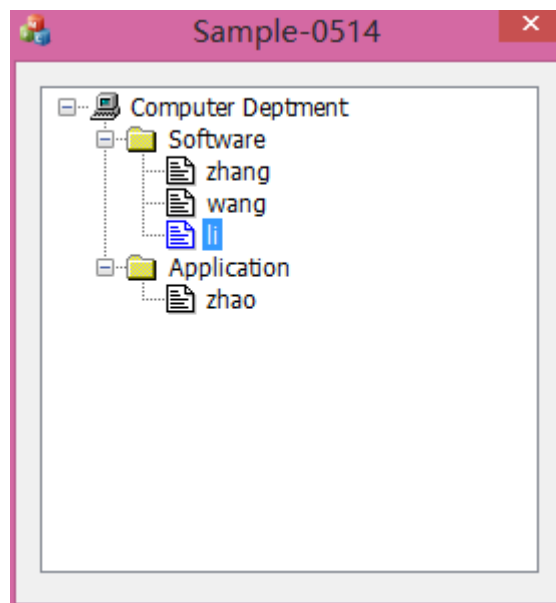 Sample-0514
Computer Deptment
Software
zhang
wang
li
Application
zhao